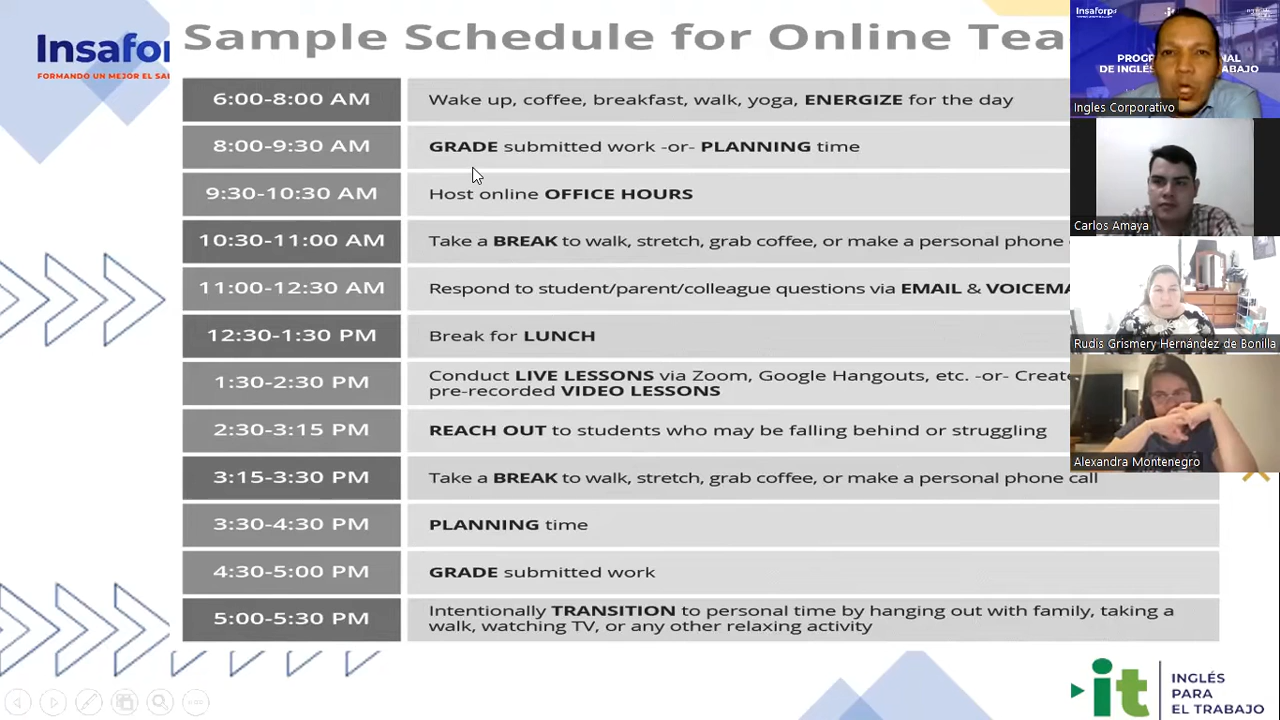 Insafor
FORMANDO UN MEJOR EL SA
Sample Schedule for Online Tea
6:00-8:00 AM Wake up, coffee, breakfast, walk, yoga, ENERGIZE for the day
8:00-9:30 AM GRADE submitted work -or- PLANNING time
9:30-10:30 AM Host online OFFICE HOURS
10:30-11:00 AM Take a BREAK to walk, stretch, grab coffee, or make a personal phone
11:00-12:30 AM Respond to student/parent/colleague questions via EMAIL & VOICEMA
12:30-1:30 PM Break for LUNCH
1:30-2:30 PM Conduct LIVE LESSONS via Zoom, Google Hangouts, etc. -or- Create
pre-recorded VIDEO LESSONS
2:30-3:15 PM REACH OUT to students who may be falling behind or struggling
3:15-3:30 PM Take a BREAK to walk, stretch, grab coffee, or make a personal phone call
3:30-4:30 PM PLANNING time
4:30-5:00 PM GRADE submitted work
5:00-5:30 PM Intentionally TRANSITION to personal time by hanging out with family, taking a
walk, watching TV, or any other relaxing activity
Insaforp
PROG NAL
DE INGLÉ ABAJO
Ingles Corporativo
Carlos Amaya
Rudis Grismery Hernández de Bonilla
Alexandra Montenegro
it
INGLÉS
PARA
EL TRABAJO